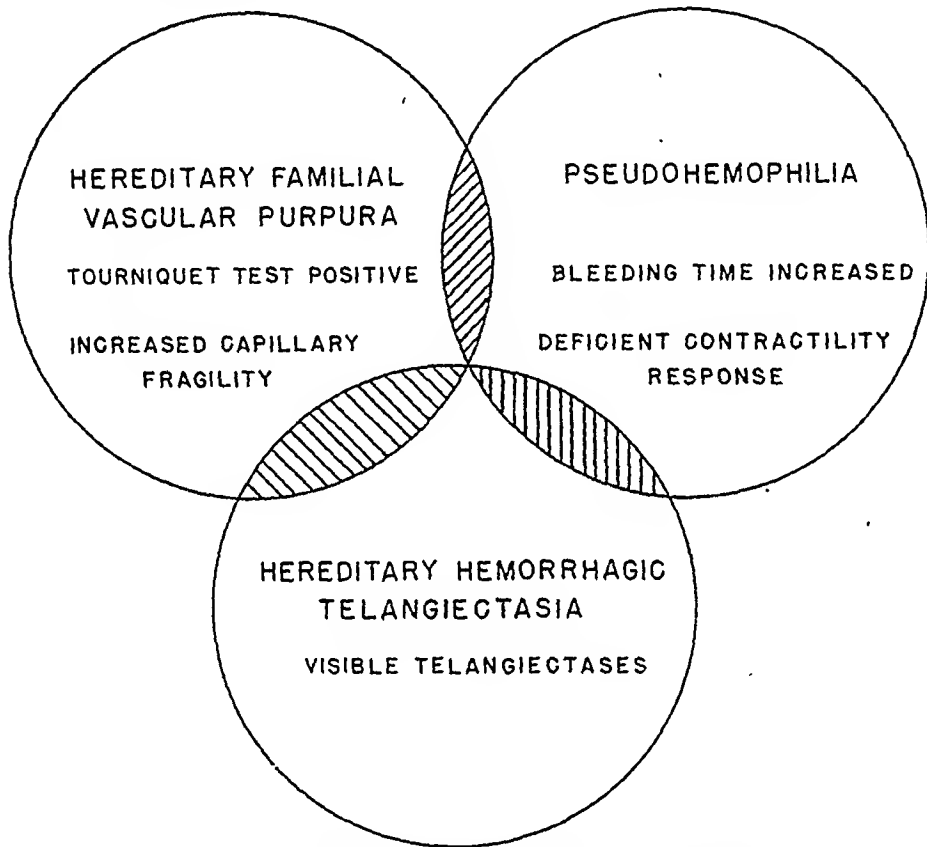 HEREDITARY FAMILIAL
VASCULAR PURPURA
TOURNIQUET TEST POSITIVE
INCREASED CAPILLARY
FRAGILITY
PSEUDOHEMOPHILIA
BLEEDING TIME INCREASED
DEFICIENT CONTRACTILITY
RESPONSE
HEREDITARY HEMORRHAGIC
TELANGIECTASIA
VISIBLE TELANGIECTASES